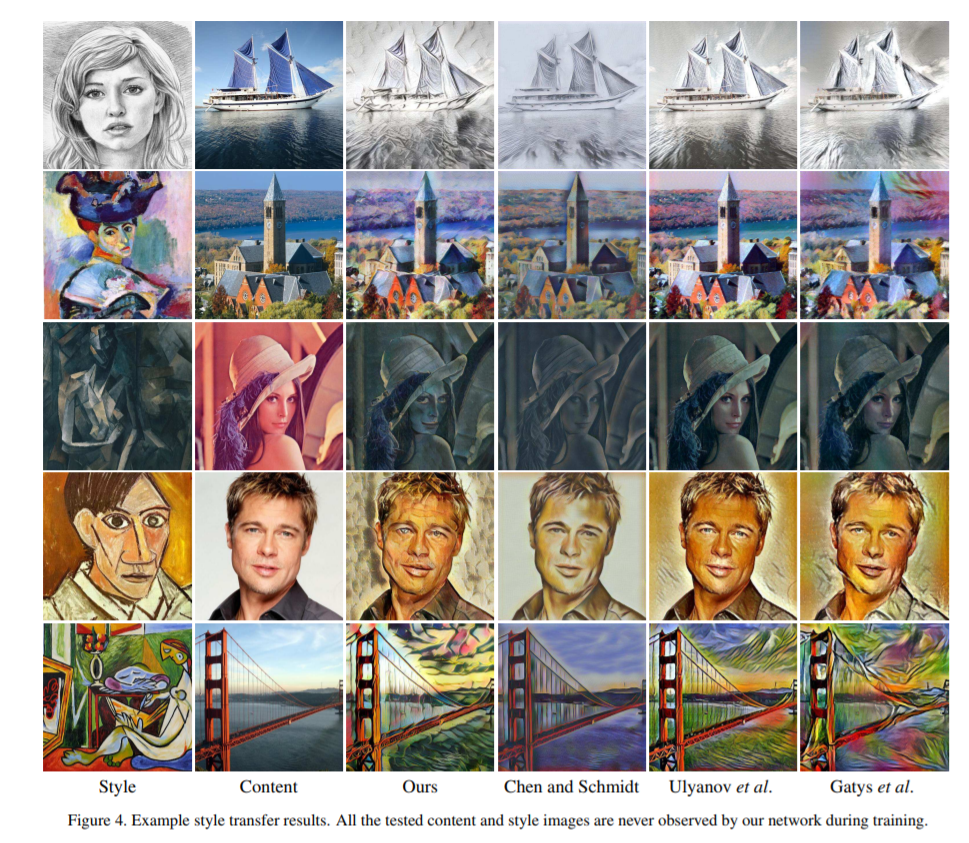 Style Content Ours Chen and Schmidt Ulyanov et al. Gatys et al.
Figure 4. Example style transfer results. All the tested content and style images are never observed by our network during training.